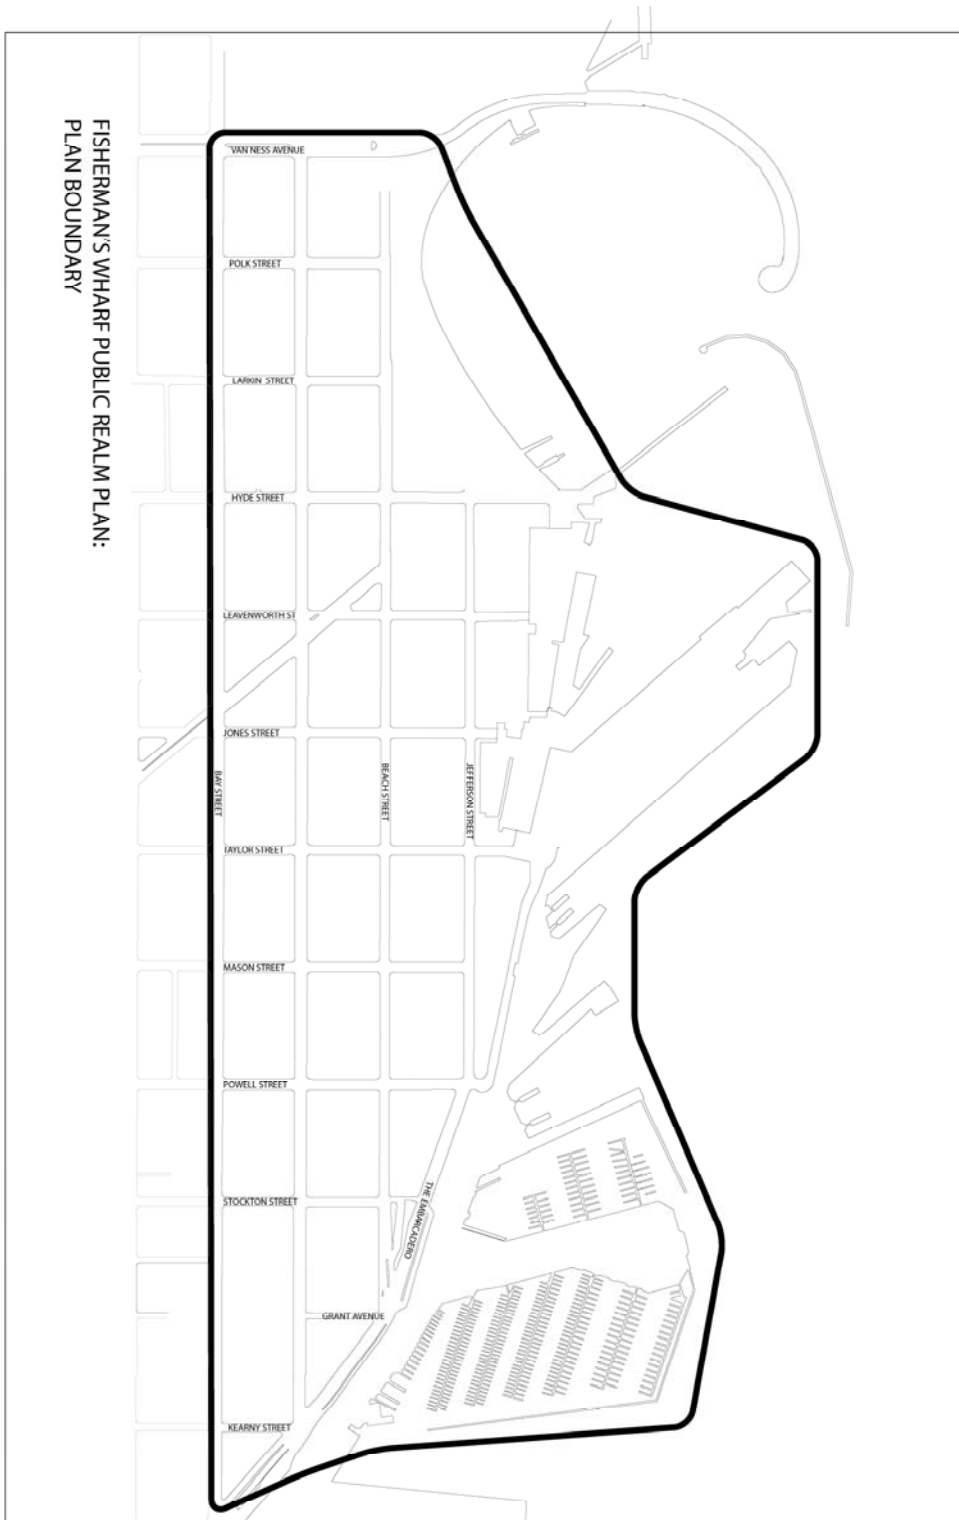 FISHERMAN'S WHARF PUBLIC REALM PLAN:
PLAN BOUNDARY
VAN NESS AVENUE
POLK STREET
LARKIN STREET
HYDE STREET
LEAVENWORTH ST
JONES STREET
BAY STREET
BEACH STREET
JEFFERSON STREET
TAYLOR STREET
MASON STREET
POWELL STREET
STOCKTON STREET
THE EMBARCADERO
GRANT AVENUE
KEARNY STREET